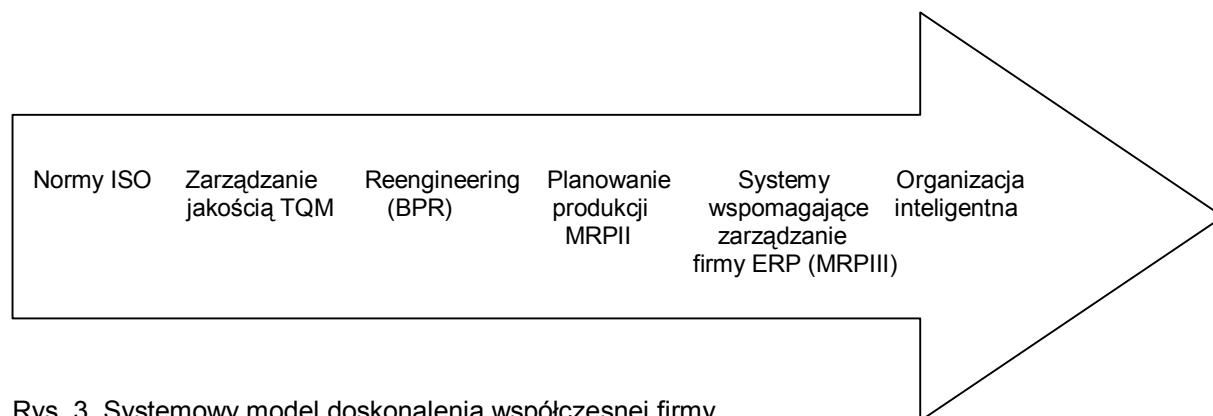 Normy ISO
Zarządzanie
jakością TQM
Reengineering
(BPR)
Planowanie
produkcji
MRPII
Systemy
wspomagające
zarządzanie
firmy ERP (MRPIII)
Organizacja
inteligentna
Rys. 3. Systemowy model doskonalenia współczesnej firmy